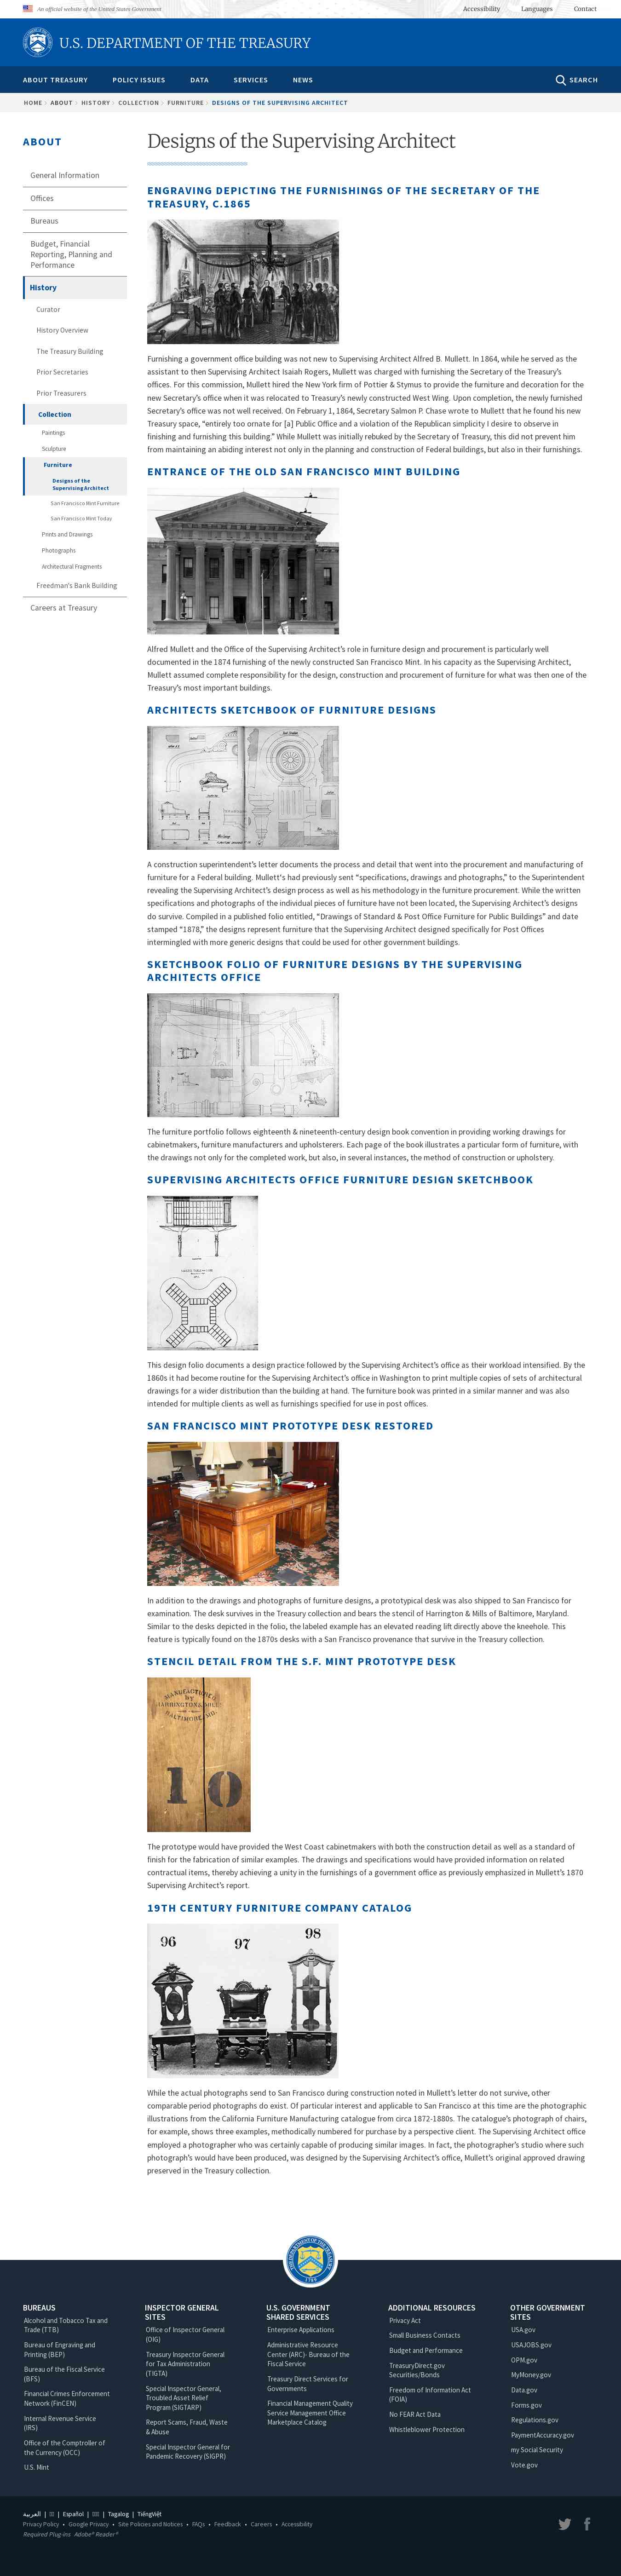 An official website of the United States Government
Accessibility Languages Contact
U.S. DEPARTMENT OF THE TREASURY
ABOUT TREASURY POLICY ISSUES DATA SERVICES NEWS SEARCH
HOME › ABOUT › HISTORY › COLLECTION › FURNITURE › DESIGNS OF THE SUPERVISING ARCHITECT
ABOUT
General Information
Offices
Bureaus
Budget, Financial
Reporting, Planning and
Performance
History
Curator
History Overview
The Treasury Building
Prior Secretaries
Prior Treasurers
Collection
Paintings
Sculpture
Furniture
Designs of the
Supervising Architect
San Francisco Mint Furniture
San Francisco Mint Today
Prints and Drawings
Photographs
Architectural Fragments
Freedman's Bank Building
Careers at Treasury
Designs of the Supervising Architect
ENGRAVING DEPICTING THE FURNISHINGS OF THE SECRETARY OF THE
TREASURY, C.1865
Furnishing a government office building was not new to Supervising Architect Alfred B. Mullett. In 1864, while he served as the
assistant to then Supervising Architect Isaiah Rogers, Mullett was charged with furnishing the Secretary of the Treasury’s
offices. For this commission, Mullett hired the New York firm of Pottier & Stymus to provide the furniture and decoration for the
new Secretary’s office when it was relocated to Treasury’s newly constructed West Wing. Upon completion, the newly furnished
Secretary’s office was not well received. On February 1, 1864, Secretary Salmon P. Chase wrote to Mullett that he found his new
Treasury space, “entirely too ornate for [a] Public Office and a violation of the Republican simplicity I desire to observe in
finishing and furnishing this building.” While Mullett was initially rebuked by the Secretary of Treasury, this did not prevent him
from maintaining an abiding interest not only in the planning and construction of Federal buildings, but also in their furnishings.
ENTRANCE OF THE OLD SAN FRANCISCO MINT BUILDING
Alfred Mullett and the Office of the Supervising Architect’s role in furniture design and procurement is particularly well
documented in the 1874 furnishing of the newly constructed San Francisco Mint. In his capacity as the Supervising Architect,
Mullett assumed complete responsibility for the design, construction and procurement of furniture for what was then one of the
Treasury’s most important buildings.
ARCHITECTS SKETCHBOOK OF FURNITURE DESIGNS
A construction superintendent’s letter documents the process and detail that went into the procurement and manufacturing of
furniture for a Federal building. Mullett‘s had previously sent “specifications, drawings and photographs,” to the Superintendent
revealing the Supervising Architect’s design process as well as his methodology in the furniture procurement. While the written
specifications and photographs of the individual pieces of furniture have not been located, the Supervising Architect’s designs
do survive. Compiled in a published folio entitled, “Drawings of Standard & Post Office Furniture for Public Buildings” and date
stamped “1878,” the designs represent furniture that the Supervising Architect designed specifically for Post Offices
intermingled with more generic designs that could be used for other government buildings.
SKETCHBOOK FOLIO OF FURNITURE DESIGNS BY THE SUPERVISING
ARCHITECTS OFFICE
The furniture portfolio follows eighteenth & nineteenth-century design book convention in providing working drawings for
cabinetmakers, furniture manufacturers and upholsterers. Each page of the book illustrates a particular form of furniture, with
the drawings not only for the completed work, but also, in several instances, the method of construction or upholstery.
SUPERVISING ARCHITECTS OFFICE FURNITURE DESIGN SKETCHBOOK
This design folio documents a design practice followed by the Supervising Architect’s office as their workload intensified. By the
1860s it had become routine for the Supervising Architect’s office in Washington to print multiple copies of sets of architectural
drawings for a wider distribution than the building at hand. The furniture book was printed in a similar manner and was also
intended for multiple clients as well as furnishings specified for use in post offices.
SAN FRANCISCO MINT PROTOTYPE DESK RESTORED
In addition to the drawings and photographs of furniture designs, a prototypical desk was also shipped to San Francisco for
examination. The desk survives in the Treasury collection and bears the stencil of Harrington & Mills of Baltimore, Maryland.
Similar to the desks depicted in the folio, the labeled example has an elevated reading lift directly above the kneehole. This
feature is typically found on the 1870s desks with a San Francisco provenance that survive in the Treasury collection.
STENCIL DETAIL FROM THE S.F. MINT PROTOTYPE DESK
MANUFACTURED
BY
BALTIMORE, MD.
10
The prototype would have provided the West Coast cabinetmakers with both the construction detail as well as a standard of
finish for the fabrication of similar examples. The drawings and specifications would have provided information on related
contractual items, thereby achieving a unity in the furnishings of a government office as previously emphasized in Mullett’s 1870
Supervising Architect’s report.
19TH CENTURY FURNITURE COMPANY CATALOG
96 97 98
While the actual photographs send to San Francisco during construction noted in Mullett’s letter do not survive, other
comparable period photographs do exist. Of particular interest and applicable to San Francisco at this time are the photographic
illustrations from the California Furniture Manufacturing catalogue from circa 1872-1880s. The catalogue’s photograph of chairs,
for example, shows three examples, methodically numbered for purchase by a perspective client. The Supervising Architect office
employed a photographer who was certainly capable of producing similar images. In fact, the photographer’s studio where such
photograph’s would have been produced, was designed by the Supervising Architect’s office, Mullett’s original approved drawing
preserved in the Treasury collection.
BUREAUS
Alcohol and Tobacco Tax and
Trade (TTB)
Bureau of Engraving and
Printing (BEP)
Bureau of the Fiscal Service
(BFS)
Financial Crimes Enforcement
Network (FinCEN)
Internal Revenue Service
(IRS)
Office of the Comptroller of
the Currency (OCC)
U.S. Mint
INSPECTOR GENERAL
SITES
Office of Inspector General
(OIG)
Treasury Inspector General
for Tax Administration
(TIGTA)
Special Inspector General,
Troubled Asset Relief
Program (SIGTARP)
Report Scams, Fraud, Waste
& Abuse
Special Inspector General for
Pandemic Recovery (SIGPR)
U.S. GOVERNMENT
SHARED SERVICES
Enterprise Applications
Administrative Resource
Center (ARC)- Bureau of the
Fiscal Service
Treasury Direct Services for
Governments
Financial Management Quality
Service Management Office
Marketplace Catalog
ADDITIONAL RESOURCES
Privacy Act
Small Business Contacts
Budget and Performance
TreasuryDirect.gov
Securities/Bonds
Freedom of Information Act
(FOIA)
No FEAR Act Data
Whistleblower Protection
OTHER GOVERNMENT
SITES
USA.gov
USAJOBS.gov
OPM.gov
MyMoney.gov
Data.gov
Forms.gov
Regulations.gov
PaymentAccuracy.gov
my Social Security
Vote.gov
العربية | Español | Tagalog | TiếngViệt
Privacy Policy • Google Privacy • Site Policies and Notices • FAQs • Feedback • Careers • Accessibility
Required Plug-ins Adobe® Reader®